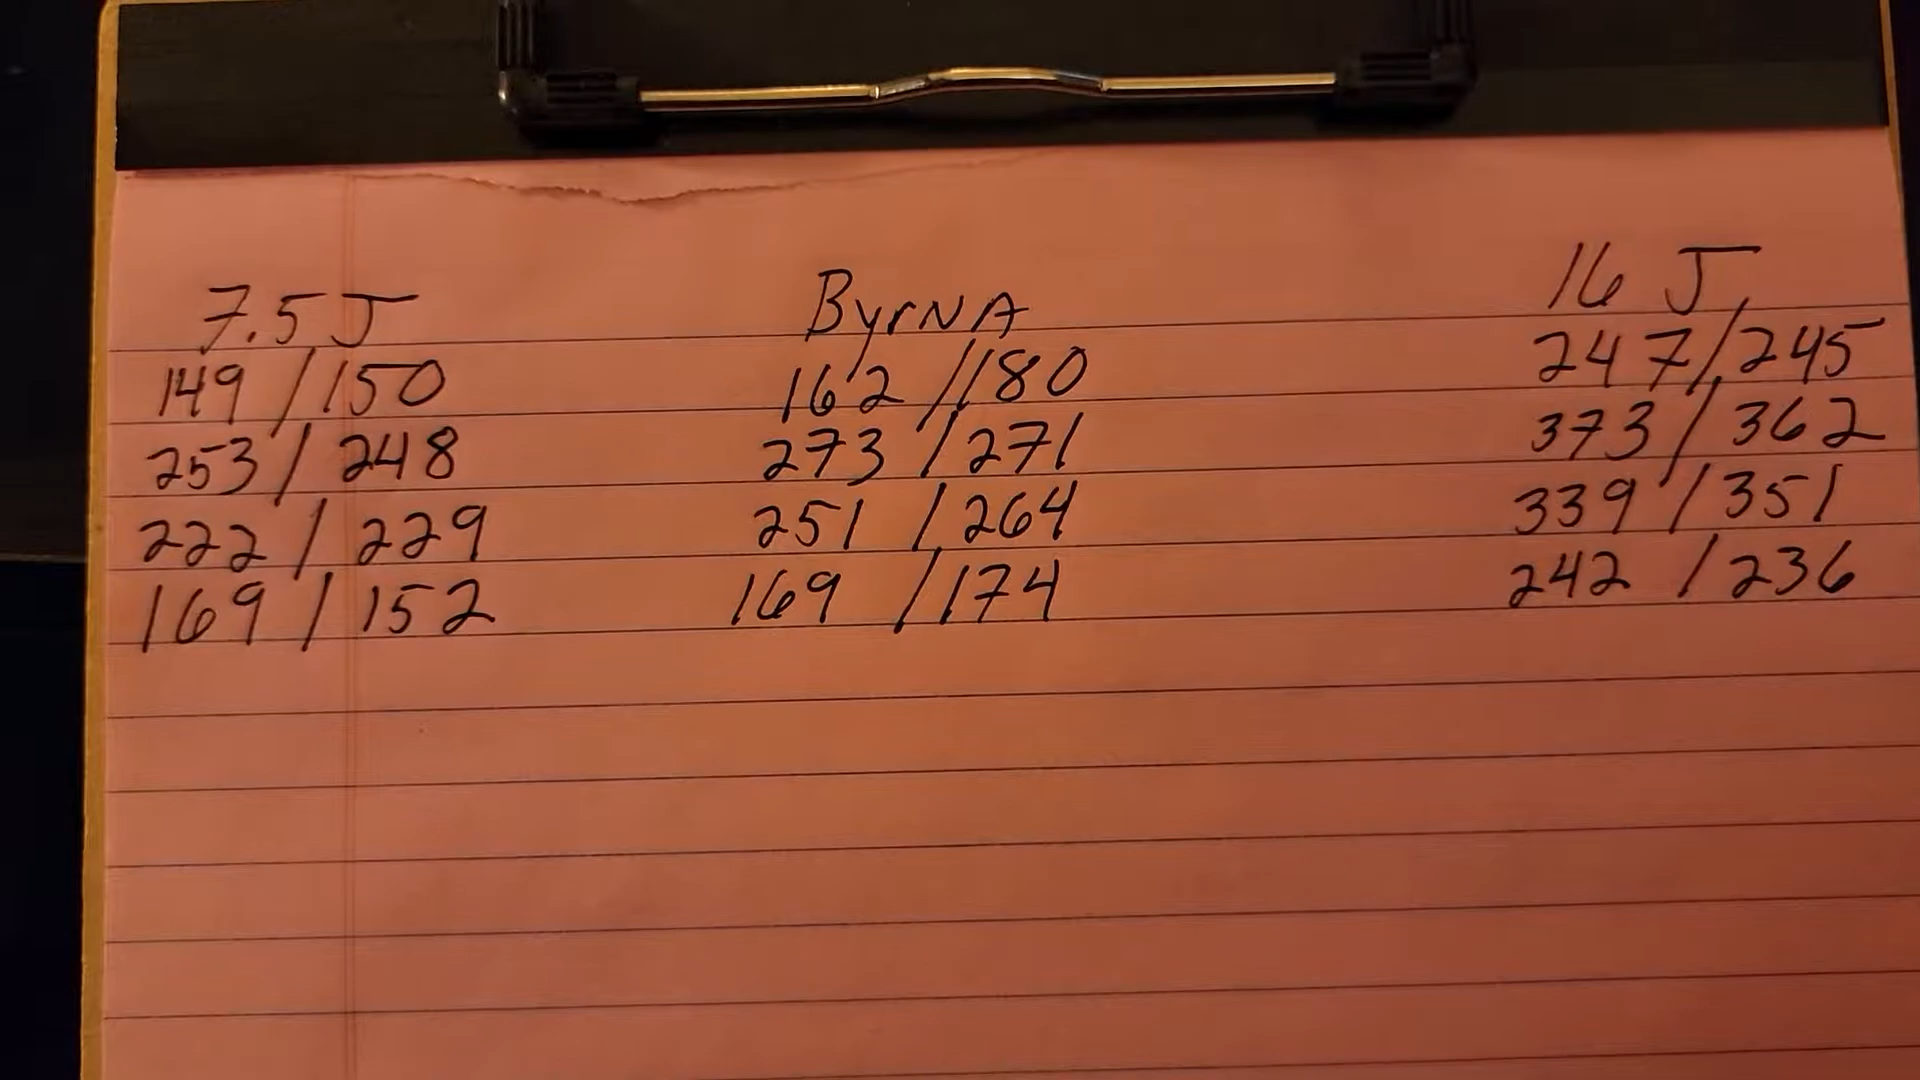 7.5 J ByrNA 16 J
149 / 150 162 / 180 247 / 245
253 / 248 273 / 271 373 / 362
222 / 229 251 / 264 339 / 351
169 / 152 169 / 174 242 / 236